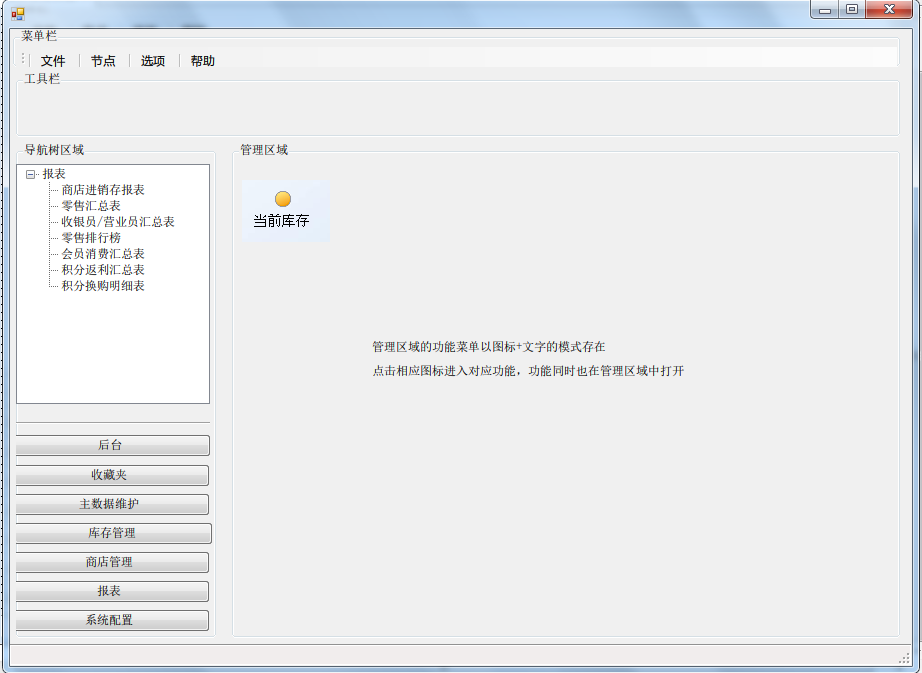 菜单栏
文件 节点 选项 帮助
工具栏
导航树区域
报表
商店进销存报表
零售汇总表
收银员/营业员汇总表
零售排行榜
会员消费汇总表
积分返利汇总表
积分换购明细表
后台
收藏夹
主数据维护
库存管理
商店管理
报表
系统配置
管理区域
当前库存
管理区域的功能菜单以图标+文字的模式存在
点击相应图标进入对应功能，功能同时也在管理区域中打开